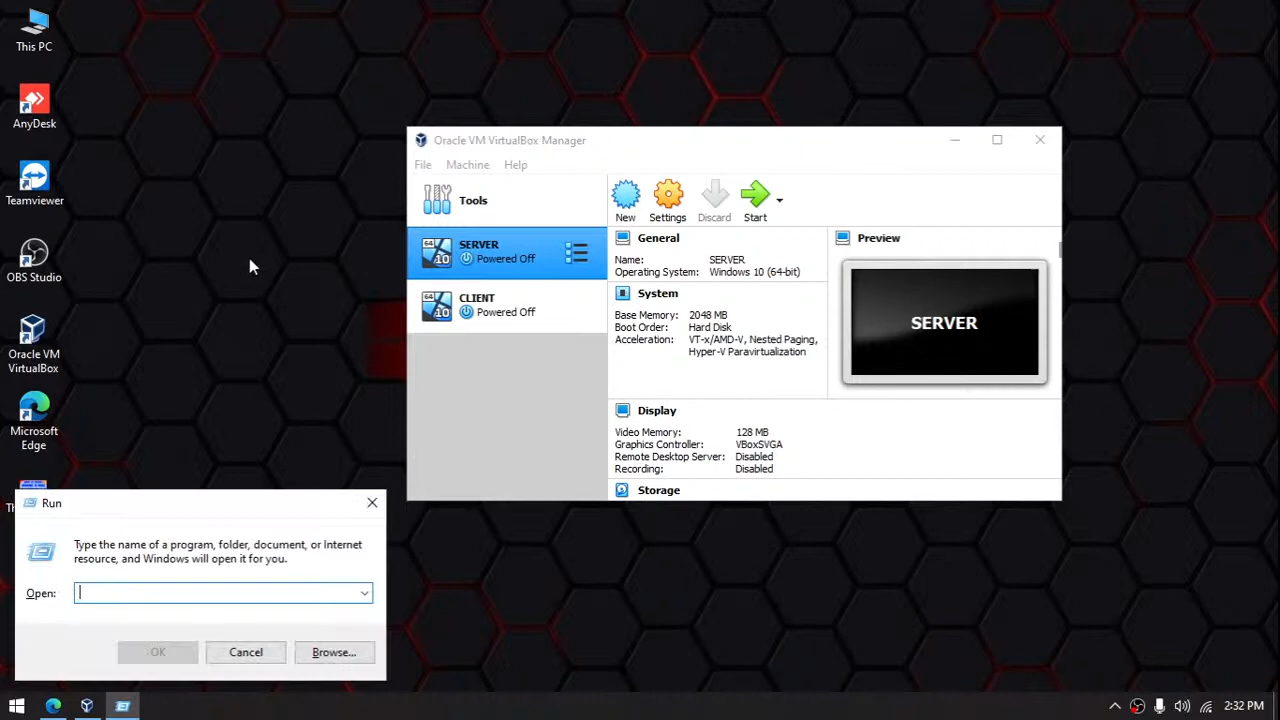 This PC
AnyDesk
Teamviewer
OBS Studio
Oracle VM
VirtualBox
Microsoft
Edge
Oracle VM VirtualBox Manager
File Machine Help
Tools
New Settings Discard Start
64
10
SERVER
Powered Off
64
10
CLIENT
Powered Off
General
Name: SERVER
Operating System: Windows 10 (64-bit)
System
Base Memory: 2048 MB
Boot Order: Hard Disk
Acceleration: VT-x/AMD-V, Nested Paging,
Hyper-V Paravirtualization
Preview
SERVER
Display
Video Memory: 128 MB
Graphics Controller: VBoxSVGA
Remote Desktop Server: Disabled
Recording: Disabled
Storage
Run
Type the name of a program, folder, document, or Internet
resource, and Windows will open it for you.
Open:
OK Cancel Browse...
2:32 PM